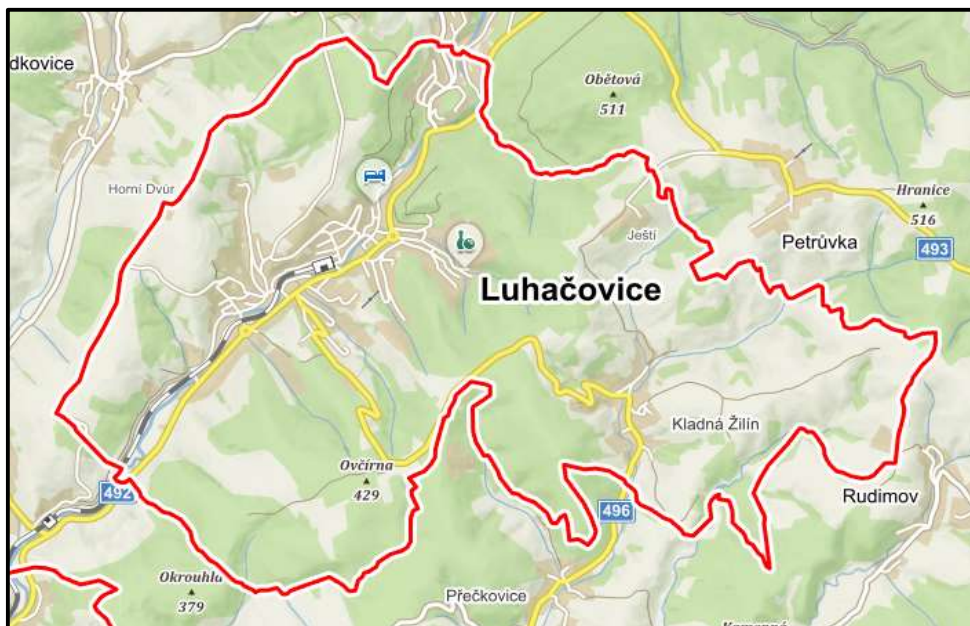 dkovice
Obětová
511
Horní Dvůr
Hranice
516
Ještí
Petrůvka
493
Luhačovice
Kladná Žilín
Ovčírna
429
492
Rudimov
496
Okrouhlá
379
Přečkovice